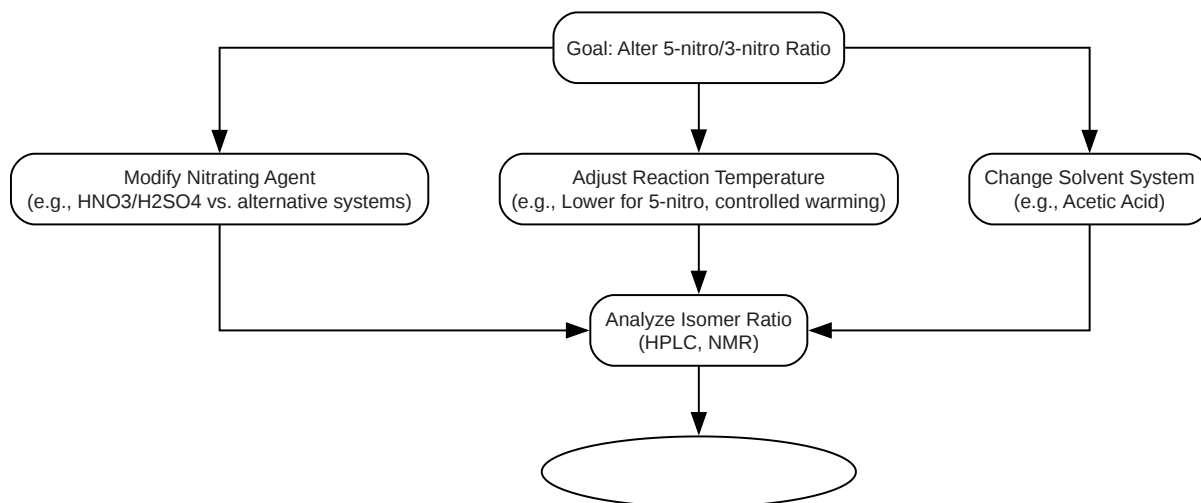 Goal: Alter 5-nitro/3-nitro Ratio
Modify Nitrating Agent
(e.g., HNO3/H2SO4 vs. alternative systems)
Adjust Reaction Temperature
(e.g., Lower for 5-nitro, controlled warming)
Change Solvent System
(e.g., Acetic Acid)
Analyze Isomer Ratio
(HPLC, NMR)